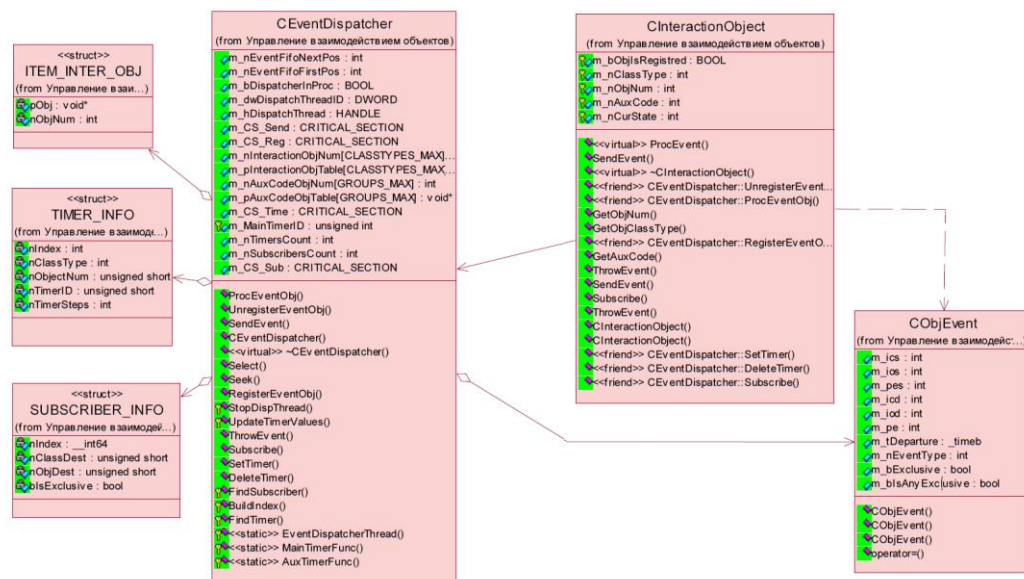 <<struct>>
ITEM_INTER_OBJ
(from Управление взаи...)
pObj : void*
nObjNum : int
<<struct>>
TIMER_INFO
(from Управление взаимоде...)
nIndex : int
nClassType : int
nObjectNum : unsigned short
nTimerID : unsigned short
nTimerSteps : int
<<struct>>
SUBSCRIBER_INFO
(from Управление взаимодей...)
nIndex : __int64
nClassDest : unsigned short
nObjDest : unsigned short
bIsExclusive : bool
CEventDispatcher
(from Управление взаимодействием объектов)
m_nEventFifoNextPos : int
m_nEventFifoFirstPos : int
m_bDispatcherInProc : BOOL
m_dwDispatchThreadID : DWORD
m_hDispatchThread : HANDLE
m_CS_Send : CRITICAL_SECTION
m_CS_Reg : CRITICAL_SECTION
m_nInteractionObjNum[CLASSTYPES_MAX]...
m_pInteractionObjTable[CLASSTYPES_MAX...
m_nAuxCodeObjNum[GROUPS_MAX] : int
m_pAuxCodeObjTable[GROUPS_MAX] : void*
m_CS_Time : CRITICAL_SECTION
m_MainTimerID : unsigned int
m_nTimersCount : int
m_nSubscribersCount : int
m_CS_Sub : CRITICAL_SECTION
ProcEventObj()
UnregisterEventObj()
SendEvent()
CEventDispatcher()
<<virtual>> ~CEventDispatcher()
Select()
Seek()
RegisterEventObj()
StopDispThread()
UpdateTimerValues()
ThrowEvent()
Subscribe()
SetTimer()
DeleteTimer()
FindSubscriber()
BuildIndex()
FindTimer()
<<static>> EventDispatcherThread()
<<static>> MainTimerFunc()
<<static>> AuxTimerFunc()
CInteractionObject
(from Управление взаимодействием объектов)
m_bObjIsRegistred : BOOL
m_nClassType : int
m_nObjNum : int
m_nAuxCode : int
m_nCurState : int
<<virtual>> ProcEvent()
SendEvent()
<<virtual>> ~CInteractionObject()
<<friend>> CEventDispatcher::UnregisterEvent...
<<friend>> CEventDispatcher::ProcEventObj()
GetObjNum()
GetObjClassType()
<<friend>> CEventDispatcher::RegisterEventO...
GetAuxCode()
ThrowEvent()
SendEvent()
Subscribe()
ThrowEvent()
CInteractionObject()
CInteractionObject()
<<friend>> CEventDispatcher::SetTimer()
<<friend>> CEventDispatcher::DeleteTimer()
<<friend>> CEventDispatcher::Subscribe()
CObjEvent
(from Управление взаимодейс...)
m_ics : int
m_ios : int
m_pes : int
m_icd : int
m_iod : int
m_pe : int
m_tDeparture : _timeb
m_nEventType : int
m_bExclusive : bool
m_bIsAnyExclusive : bool
CObjEvent()
CObjEvent()
CObjEvent()
operator=()